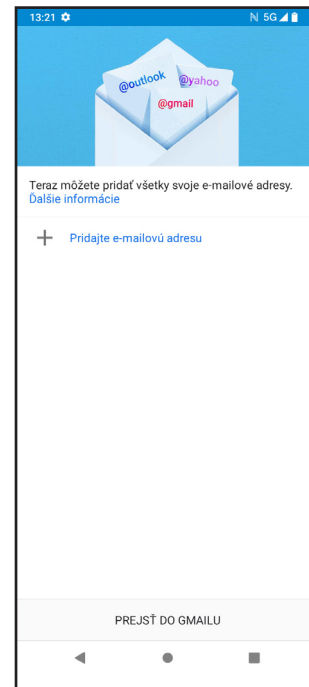 13:21 5G
@outlook @yahoo
@gmail
Teraz môžete pridať všetky svoje e-mailové adresy.
Ďalšie informácie
Pridajte e-mailovú adresu
PREJSŤ DO GMAILU